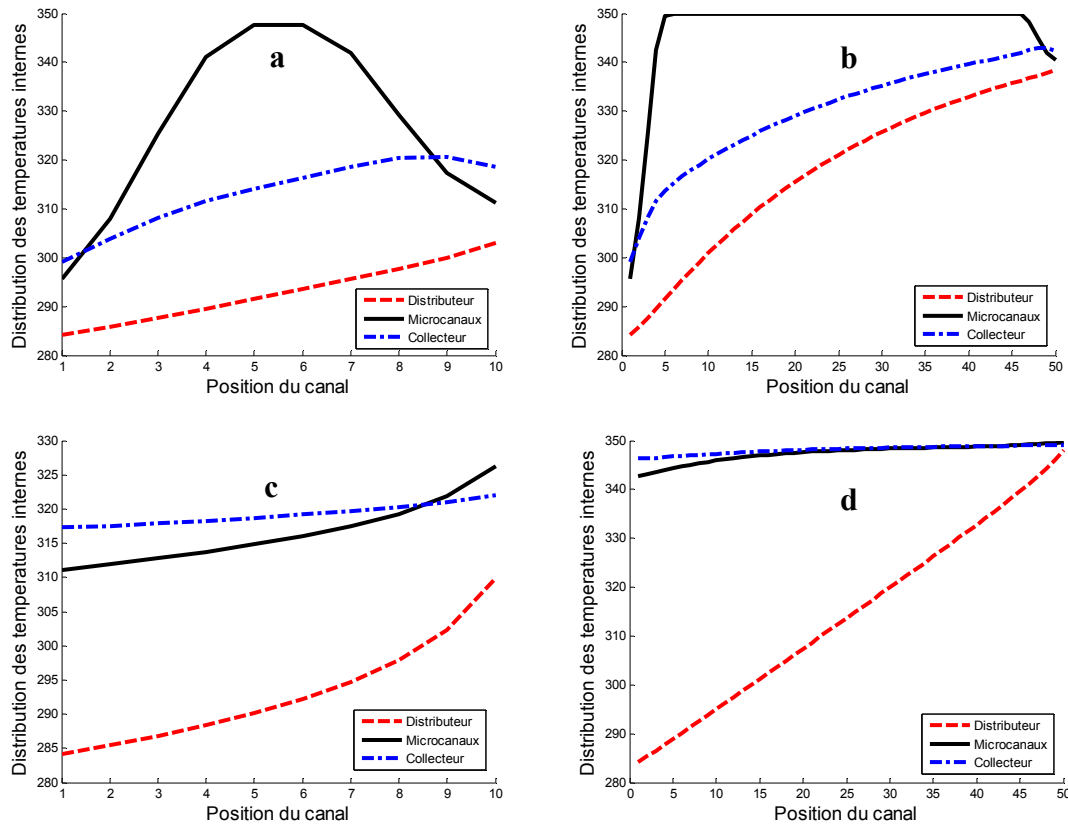 350
340
330
320
310
300
290
280
Distribution des temperatures internes
a
Distributeur
Microcanaux
Collecteur
1 2 3 4 5 6 7 8 9 10
Position du canal
350
340
330
320
310
300
290
280
Distribution des temperatures internes
b
Distributeur
Microcanaux
Collecteur
0 5 10 15 20 25 30 35 40 45 50
Position du canal
330
325
320
315
310
305
300
295
290
285
280
Distribution des temperatures internes
c
Distributeur
Microcanaux
Collecteur
1 2 3 4 5 6 7 8 9 10
Position du canal
350
340
330
320
310
300
290
280
Distribution des temperatures internes
d
Distributeur
Microcanaux
Collecteur
0 5 10 15 20 25 30 35 40 45 50
Position du canal